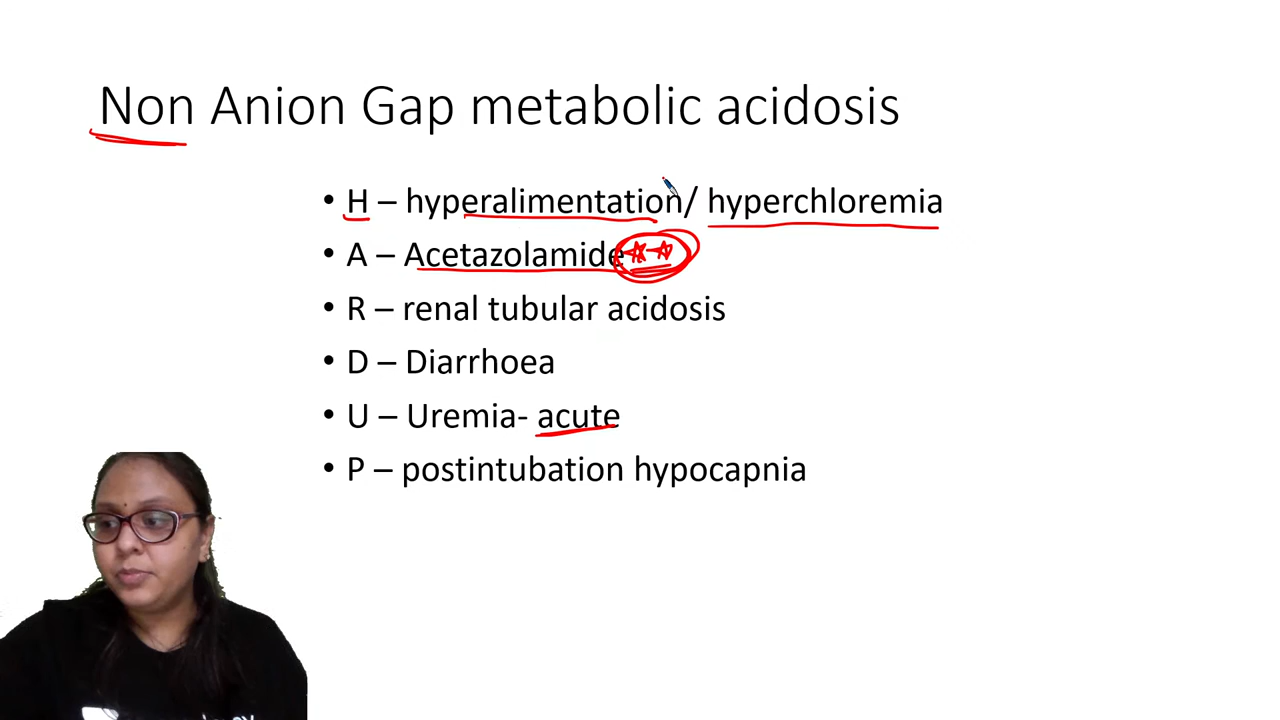 Non Anion Gap metabolic acidosis
• H – hyperalimentation/ hyperchloremia
• A – Acetazolamide
• R – renal tubular acidosis
• D – Diarrhoea
• U – Uremia- acute
• P – postintubation hypocapnia